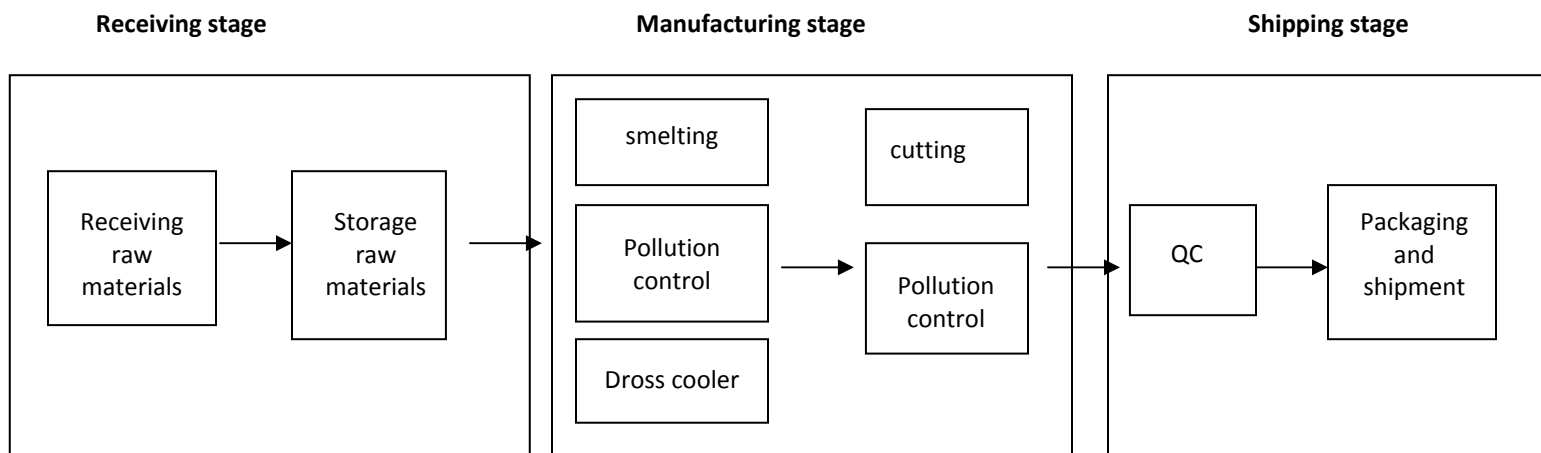 Receiving stage
Manufacturing stage
Shipping stage
Receiving
raw
materials
Storage
raw
materials
smelting
Pollution
control
Dross cooler
cutting
Pollution
control
QC
Packaging
and
shipment